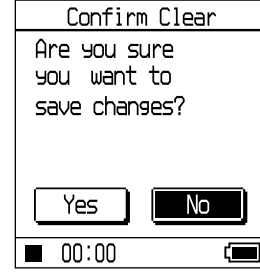 Confirm Clear
Are you sure
you want to
save changes?
Yes No
00:00